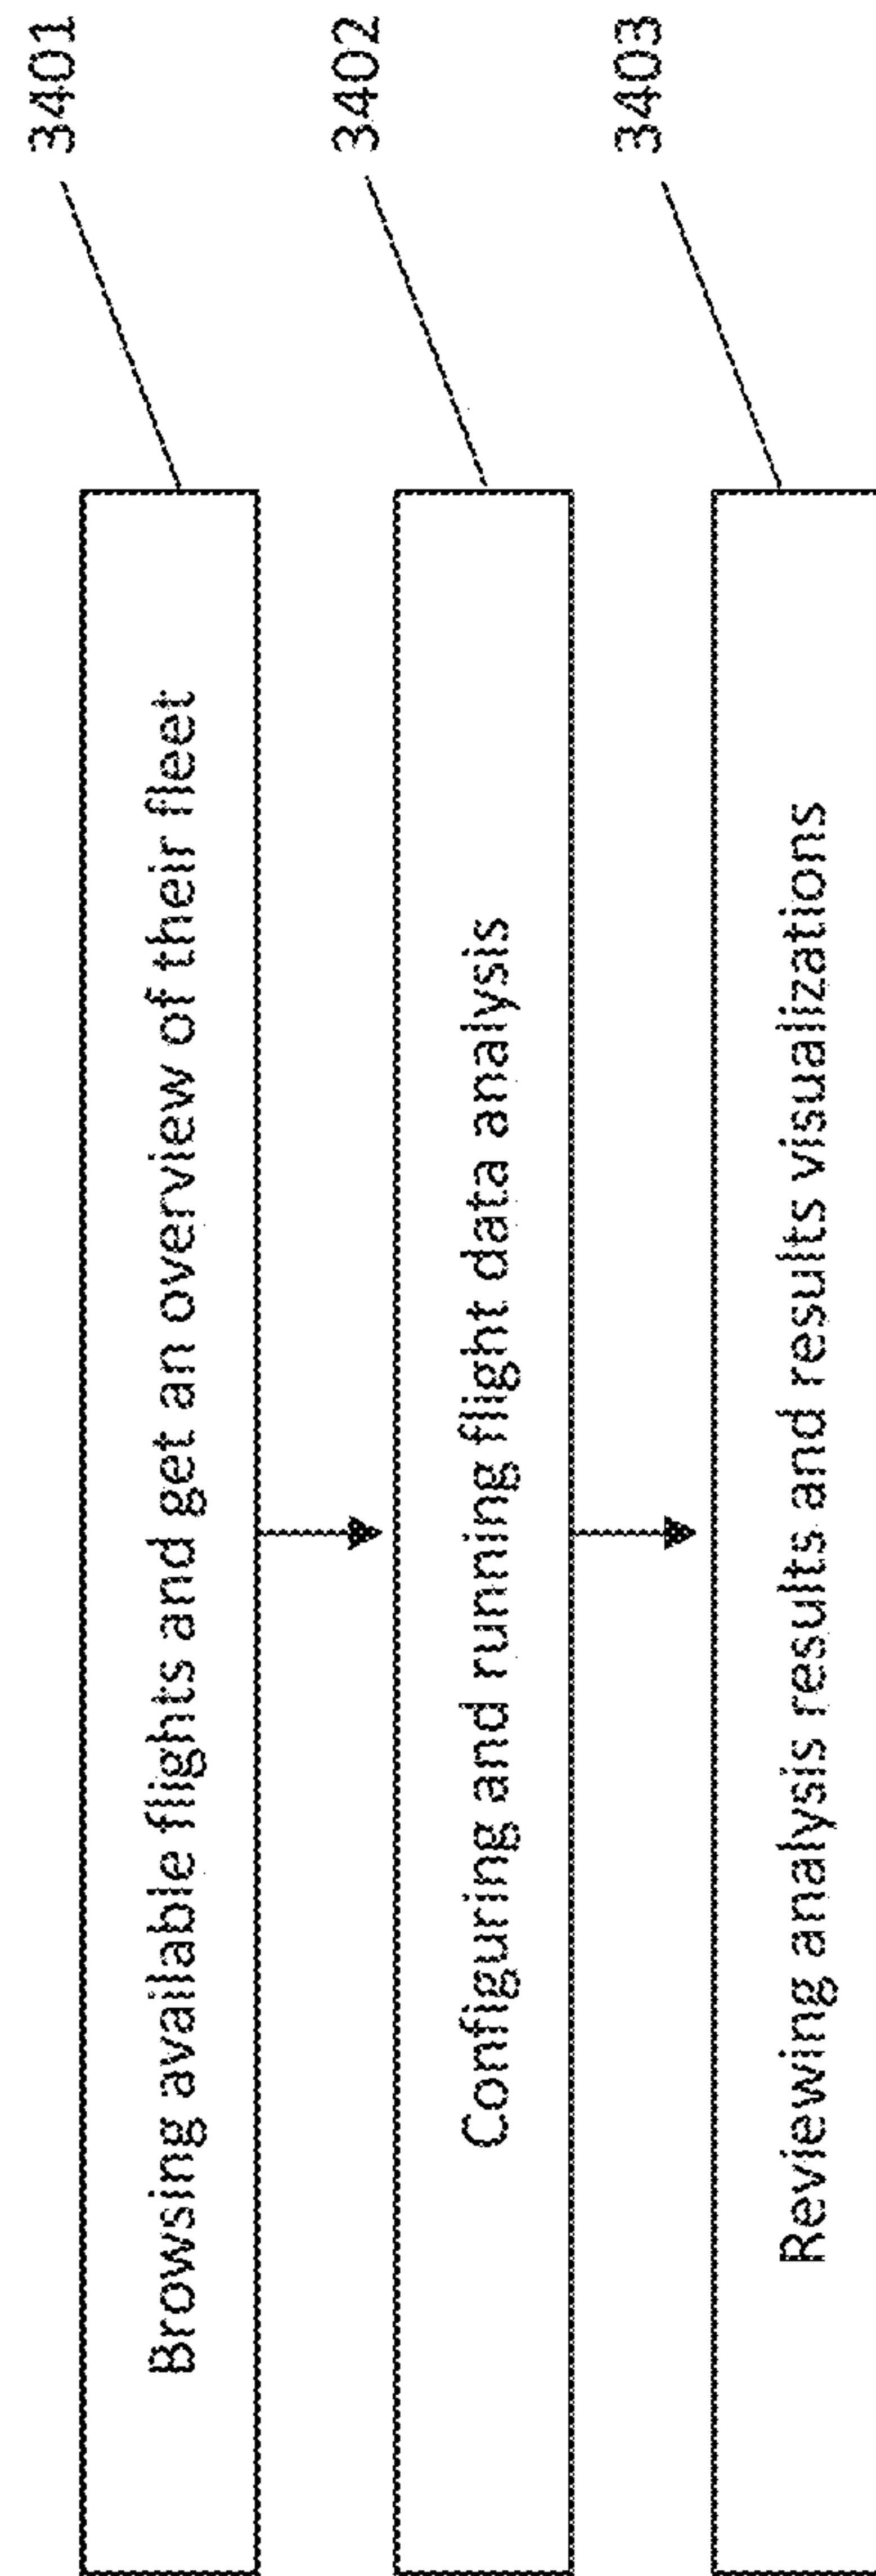 Browsing available flights and get an overview of their fleet
3401
Configuring and running flight data analysis
3402
Reviewing analysis results and results visualizations
3403